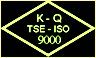 K - Q
TSE - ISO
9000